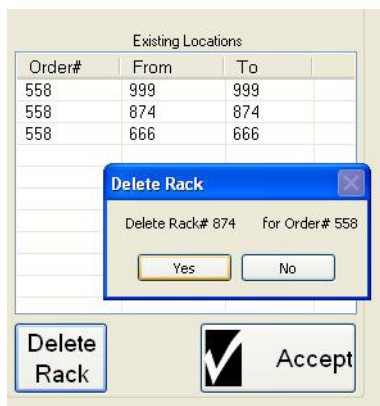 Existing Locations
Order# From To
558 999 999
558 874 874
558 666 666
Delete Rack
Delete Rack# 874 for Order# 558
Yes No
Delete
Rack
Accept